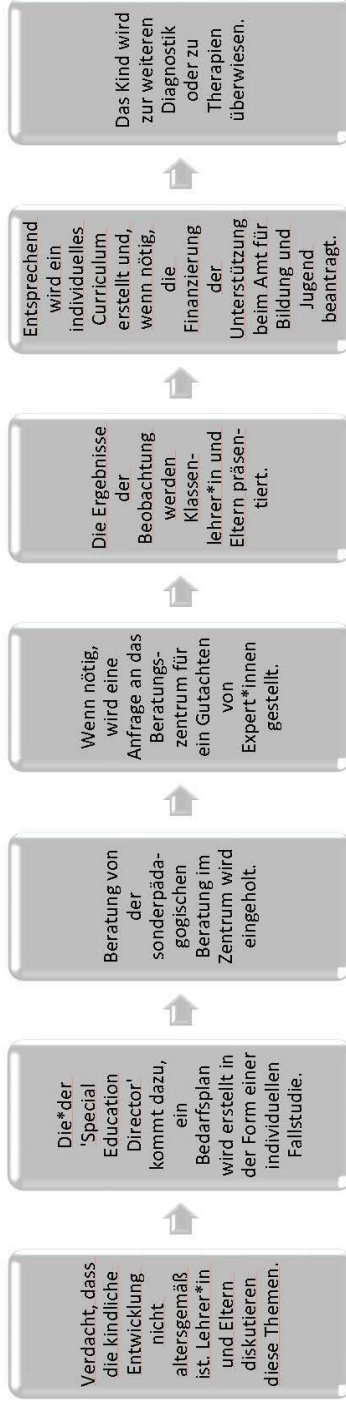 Verdacht, dass
die kindliche
Entwicklung
nicht
altersgemäß
ist. Lehrer*in
und Eltern
diskutieren
diese Themen.
Die*der
'Special
Education
Director'
kommt dazu,
ein
Bedarfsplan
wird erstellt in
der Form einer
individuellen
Fallstudie.
Beratung von
der
sonderpäda-
gogischen
Beratung im
Zentrum wird
eingeholt.
Wenn nötig,
wird eine
Anfrage an das
Beratungs-
zentrum für
ein Gutachten
von
Expert*innen
gestellt.
Die Ergebnisse
der
Beobachtung
werden
Klassen-
lehrer*in und
Eltern präsen-
tiert.
Entsprechend
wird ein
individuelles
Curriculum
erstellt und,
wenn nötig,
die
Finanzierung
der
Unterstützung
beim Amt für
Bildung und
Jugend
beantragt.
Das Kind wird
zur weiteren
Diagnostik
oder zu
Therapien
überwiesen.